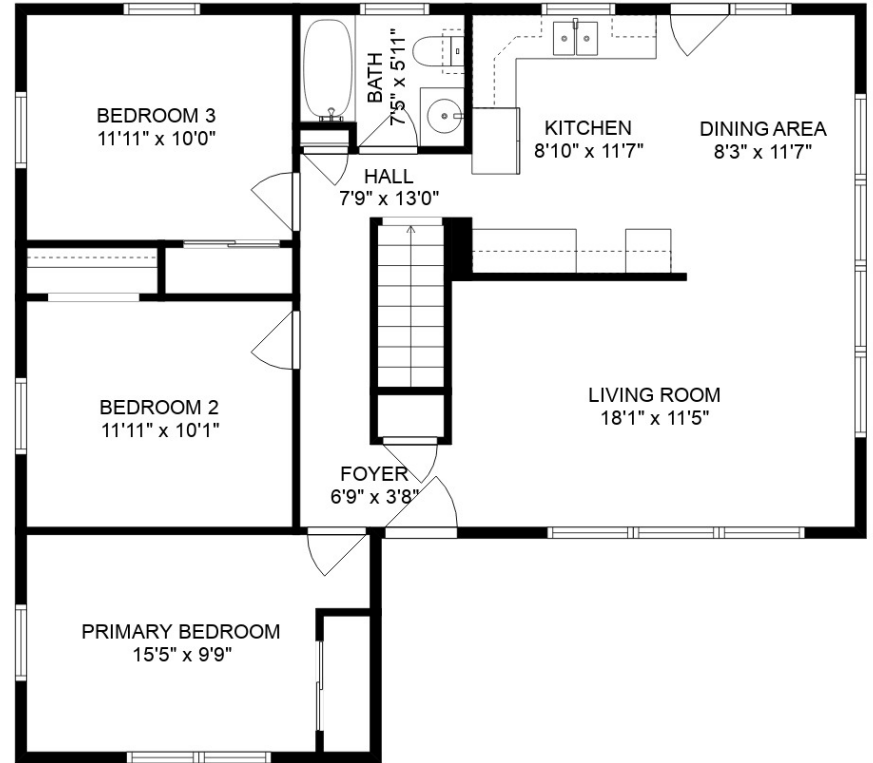 BEDROOM 3
11'11" x 10'0"
BATH
7'5" x 5'11"
KITCHEN
8'10" x 11'7"
DINING AREA
8'3" x 11'7"
HALL
7'9" x 13'0"
BEDROOM 2
11'11" x 10'1"
LIVING ROOM
18'1" x 11'5"
FOYER
6'9" x 3'8"
PRIMARY BEDROOM
15'5" x 9'9"